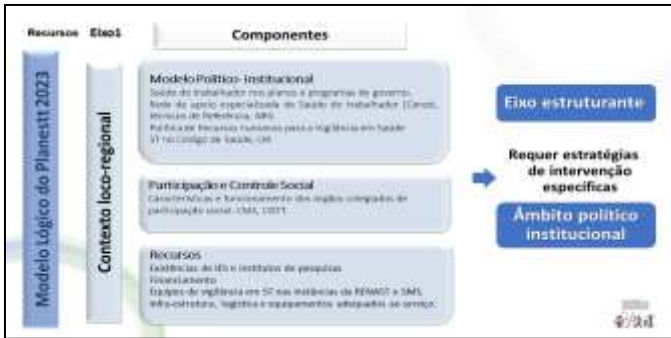 Recursos
Eixo1
Componentes
Modelo Lógico do Planestt 2023
Contexto loco-regional
Modelo Político- Institucional
Saúde do trabalhador nos planos e programas de governo.
Rede de apoio especializada de Saúde do trabalhador (Cerest,
técnicos de Referência,
Política de Recursos humanos para a Vigilância em Saúde
ST no Código de Saúde,
Participação e Controle Social
Características e funcionamento dos órgãos colegiados de
participação social: CMS, CISTT.
Recursos
Existências de IES e institutos de pesquisas
Financiamento
Equipes de vigilância em ST nas instâncias da RENAST e SMS.
Infra-estrutura, logística e equipamentos adequados ao serviço.
Eixo estruturante
Requer estratégias
de intervenção
específicas
Âmbito político
institucional